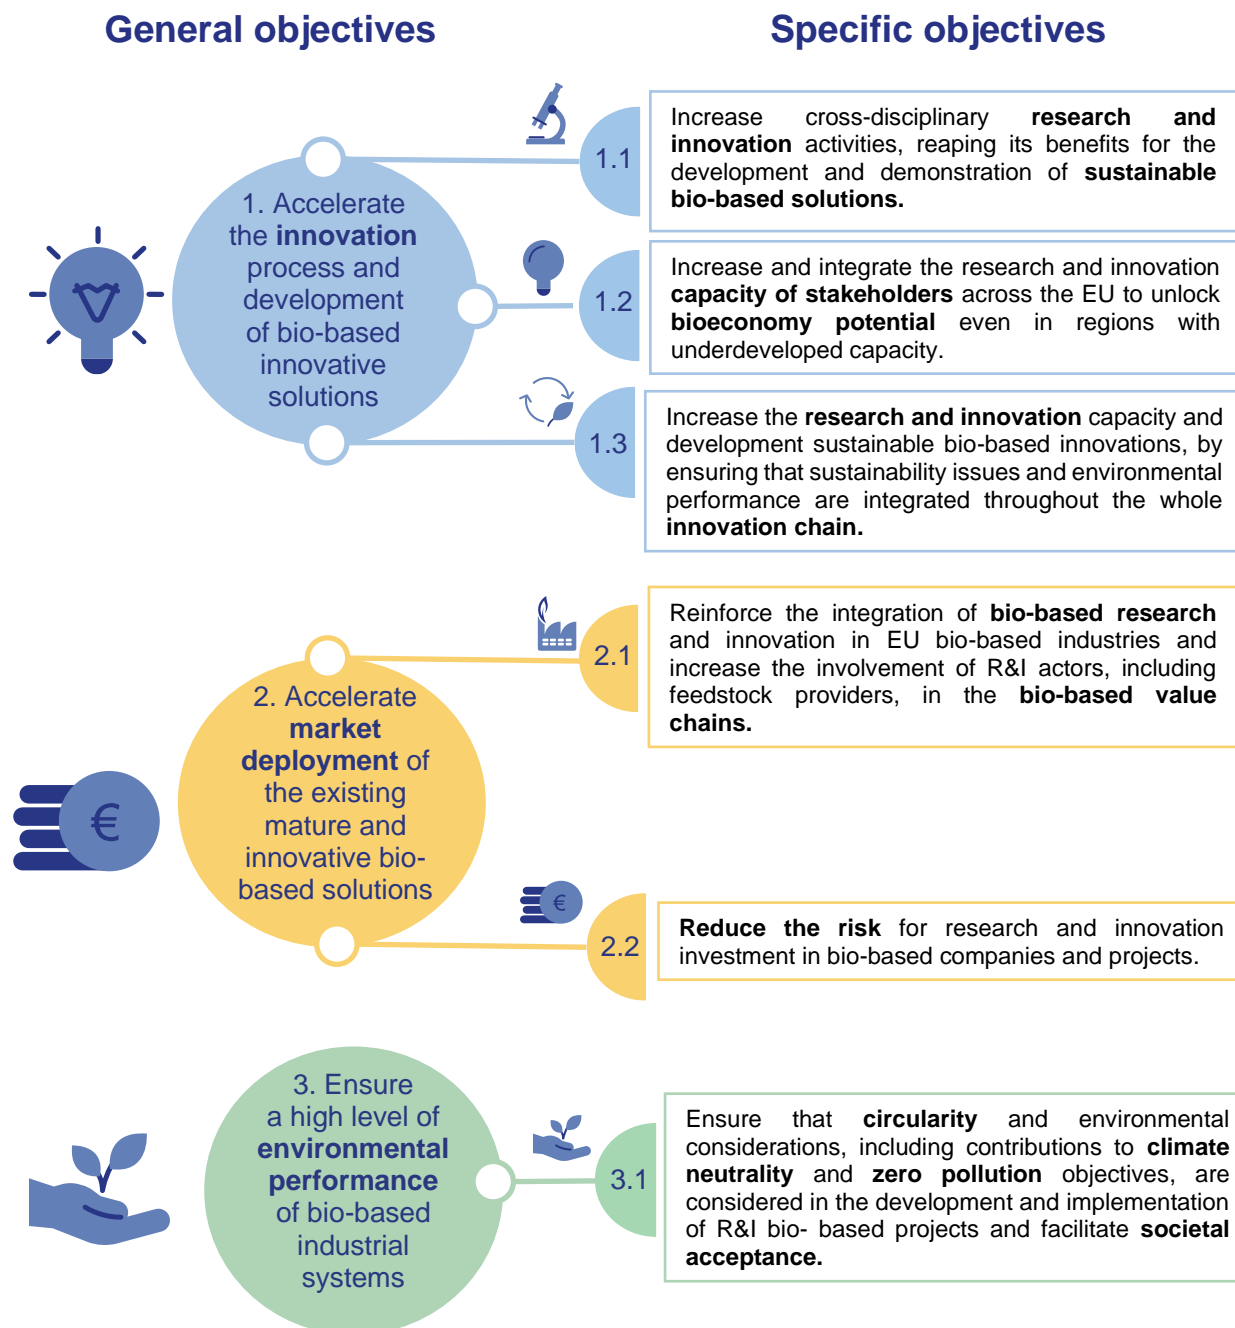 General objectives
Specific objectives
1. Accelerate
the innovation
process and
development
of bio-based
innovative
solutions
1.1
Increase cross-disciplinary research and
innovation activities, reaping its benefits for the
development and demonstration of sustainable
bio-based solutions.
1.2
Increase and integrate the research and innovation
capacity of stakeholders across the EU to unlock
bioeconomy potential even in regions with
underdeveloped capacity.
1.3
Increase the research and innovation capacity and
development sustainable bio-based innovations, by
ensuring that sustainability issues and environmental
performance are integrated throughout the whole
innovation chain.
2. Accelerate
market
deployment of
the existing
mature and
innovative bio-
based solutions
€
2.1
Reinforce the integration of bio-based research
and innovation in EU bio-based industries and
increase the involvement of R&I actors, including
feedstock providers, in the bio-based value
chains.
€
2.2
Reduce the risk for research and innovation
investment in bio-based companies and projects.
3. Ensure
a high level of
environmental
performance
of bio-based
industrial
systems
3.1
Ensure that circularity and environmental
considerations, including contributions to climate
neutrality and zero pollution objectives, are
considered in the development and implementation
of R&I bio- based projects and facilitate societal
acceptance.